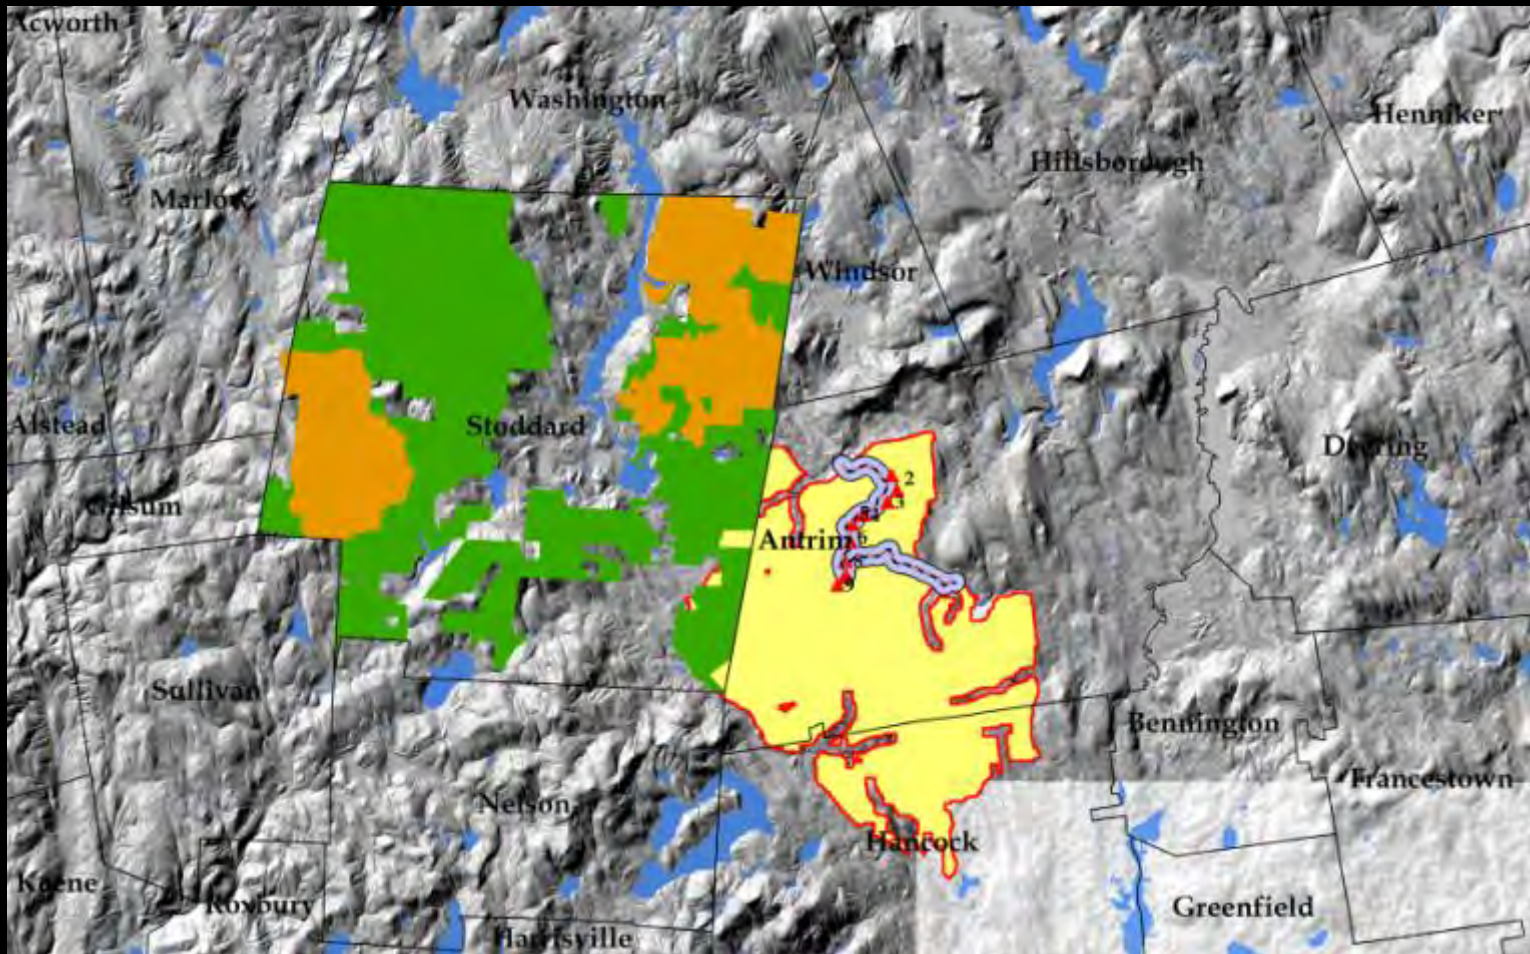 Acworth
Washington
Henniker
Hillsborough
Marlow
Windsor
Alstead
Stoddard
Deering
2
3
Gilsum
Antrim
Sullivan
Bennington
Francestown
Nelson
Hancock
Keene
Roxbury
Greenfield
Harrisville